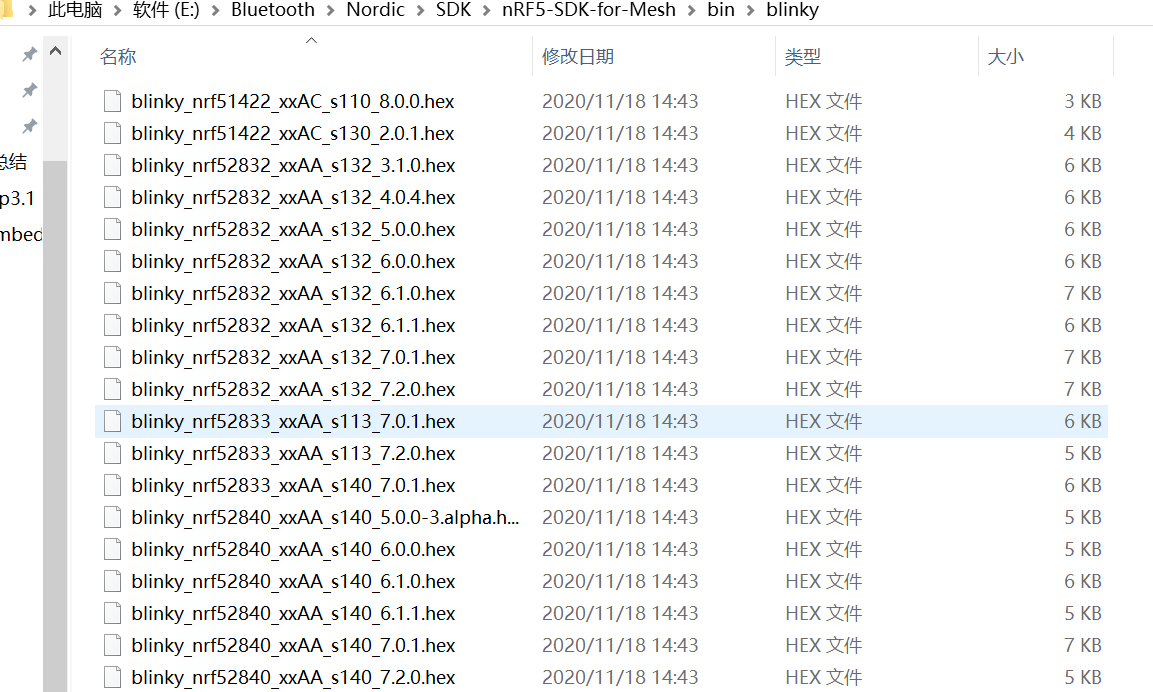 此电脑 > 软件 (E:) > Bluetooth > Nordic > SDK > nRF5-SDK-for-Mesh > bin > blinky
名称 修改日期 类型 大小
blinky_nrf51422_xxAC_s110_8.0.0.hex 2020/11/18 14:43 HEX 文件 3 KB
blinky_nrf51422_xxAC_s130_2.0.1.hex 2020/11/18 14:43 HEX 文件 4 KB
总结
blinky_nrf52832_xxAA_s132_3.1.0.hex 2020/11/18 14:43 HEX 文件 6 KB
p3.1
blinky_nrf52832_xxAA_s132_4.0.4.hex 2020/11/18 14:43 HEX 文件 6 KB
mbed
blinky_nrf52832_xxAA_s132_5.0.0.hex 2020/11/18 14:43 HEX 文件 6 KB
blinky_nrf52832_xxAA_s132_6.0.0.hex 2020/11/18 14:43 HEX 文件 6 KB
blinky_nrf52832_xxAA_s132_6.1.0.hex 2020/11/18 14:43 HEX 文件 7 KB
blinky_nrf52832_xxAA_s132_6.1.1.hex 2020/11/18 14:43 HEX 文件 6 KB
blinky_nrf52832_xxAA_s132_7.0.1.hex 2020/11/18 14:43 HEX 文件 7 KB
blinky_nrf52832_xxAA_s132_7.2.0.hex 2020/11/18 14:43 HEX 文件 7 KB
blinky_nrf52833_xxAA_s113_7.0.1.hex 2020/11/18 14:43 HEX 文件 6 KB
blinky_nrf52833_xxAA_s113_7.2.0.hex 2020/11/18 14:43 HEX 文件 5 KB
blinky_nrf52833_xxAA_s140_7.0.1.hex 2020/11/18 14:43 HEX 文件 6 KB
blinky_nrf52840_xxAA_s140_5.0.0-3.alpha.h... 2020/11/18 14:43 HEX 文件 5 KB
blinky_nrf52840_xxAA_s140_6.0.0.hex 2020/11/18 14:43 HEX 文件 5 KB
blinky_nrf52840_xxAA_s140_6.1.0.hex 2020/11/18 14:43 HEX 文件 6 KB
blinky_nrf52840_xxAA_s140_6.1.1.hex 2020/11/18 14:43 HEX 文件 5 KB
blinky_nrf52840_xxAA_s140_7.0.1.hex 2020/11/18 14:43 HEX 文件 7 KB
blinky_nrf52840_xxAA_s140_7.2.0.hex 2020/11/18 14:43 HEX 文件 5 KB